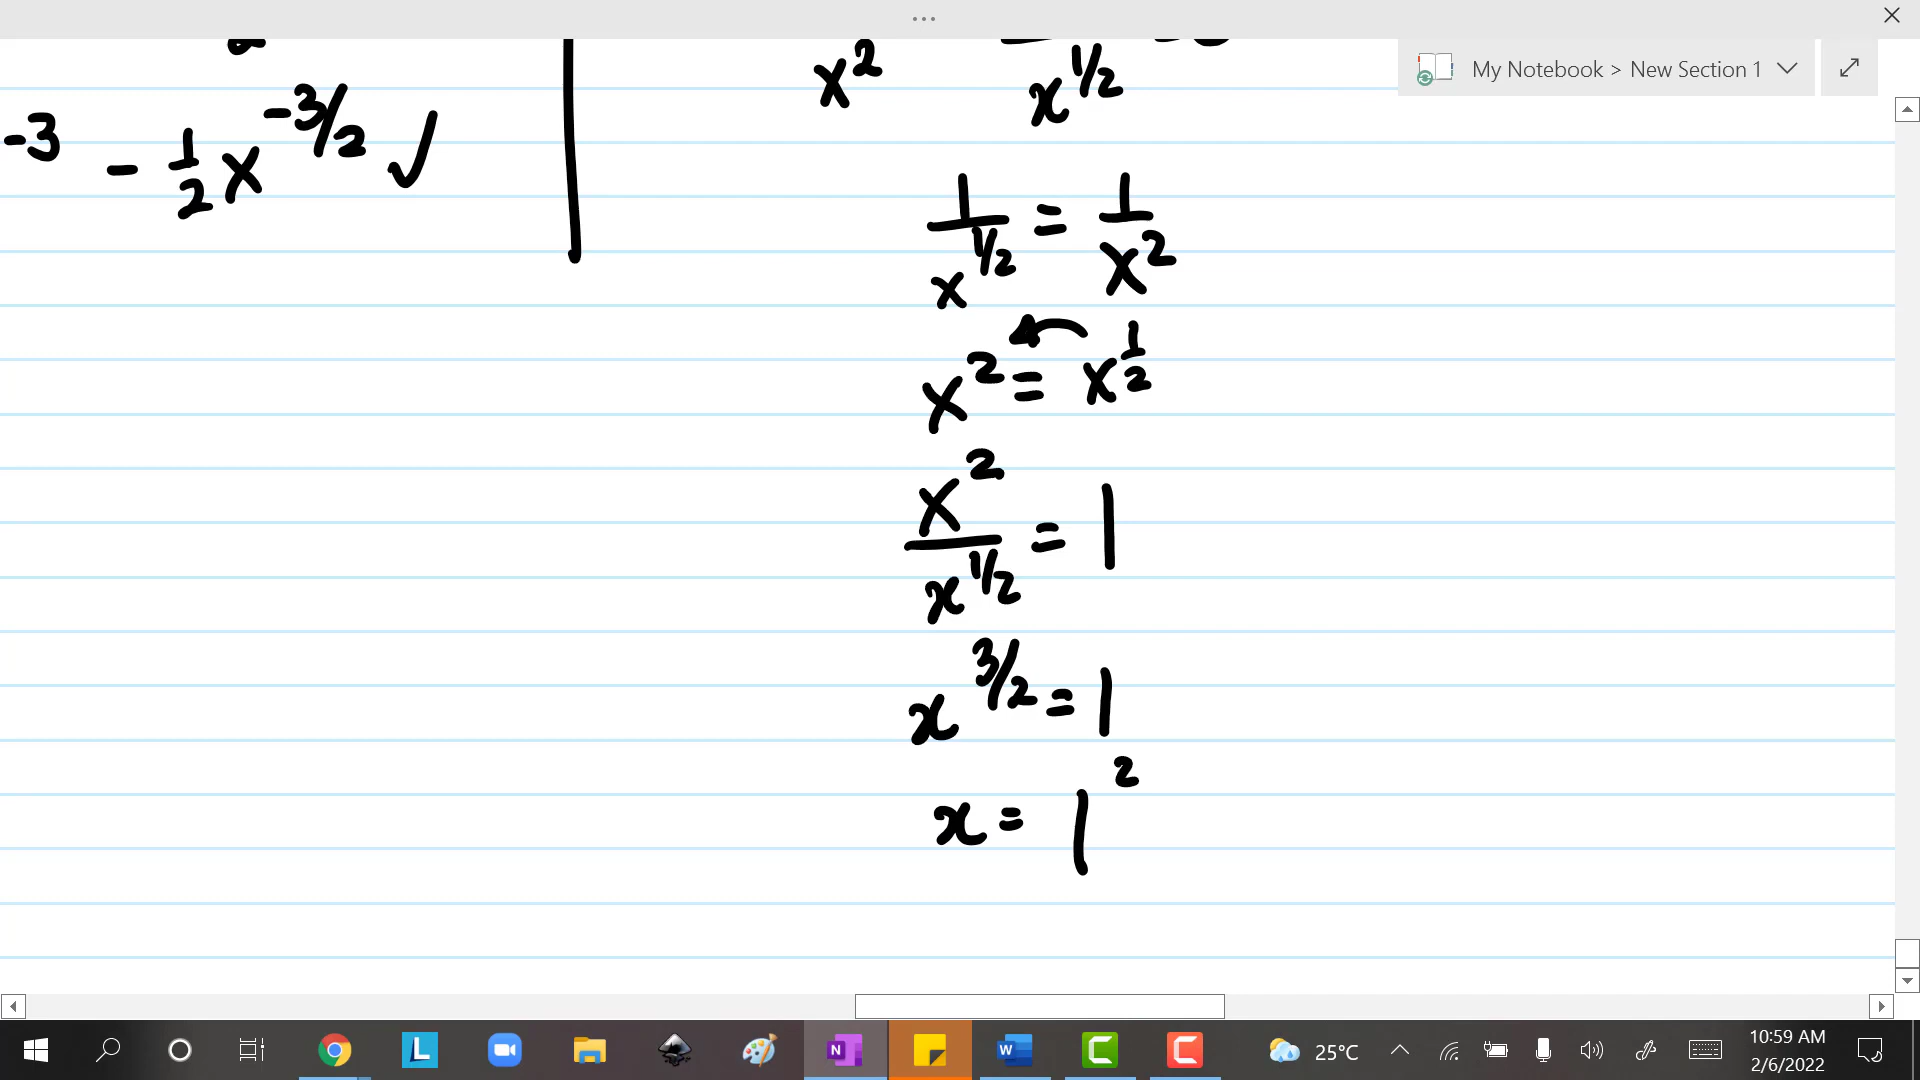 My Notebook > New Section 1
x² x^1/2
-3 - 1/2 x^-3/2 ✓
1/x^1/2 = 1/x²
x² = x^1/2
x²/x^1/2 = 1
x^3/2 = 1
x = 1²
25°C
10:59 AM
2/6/2022